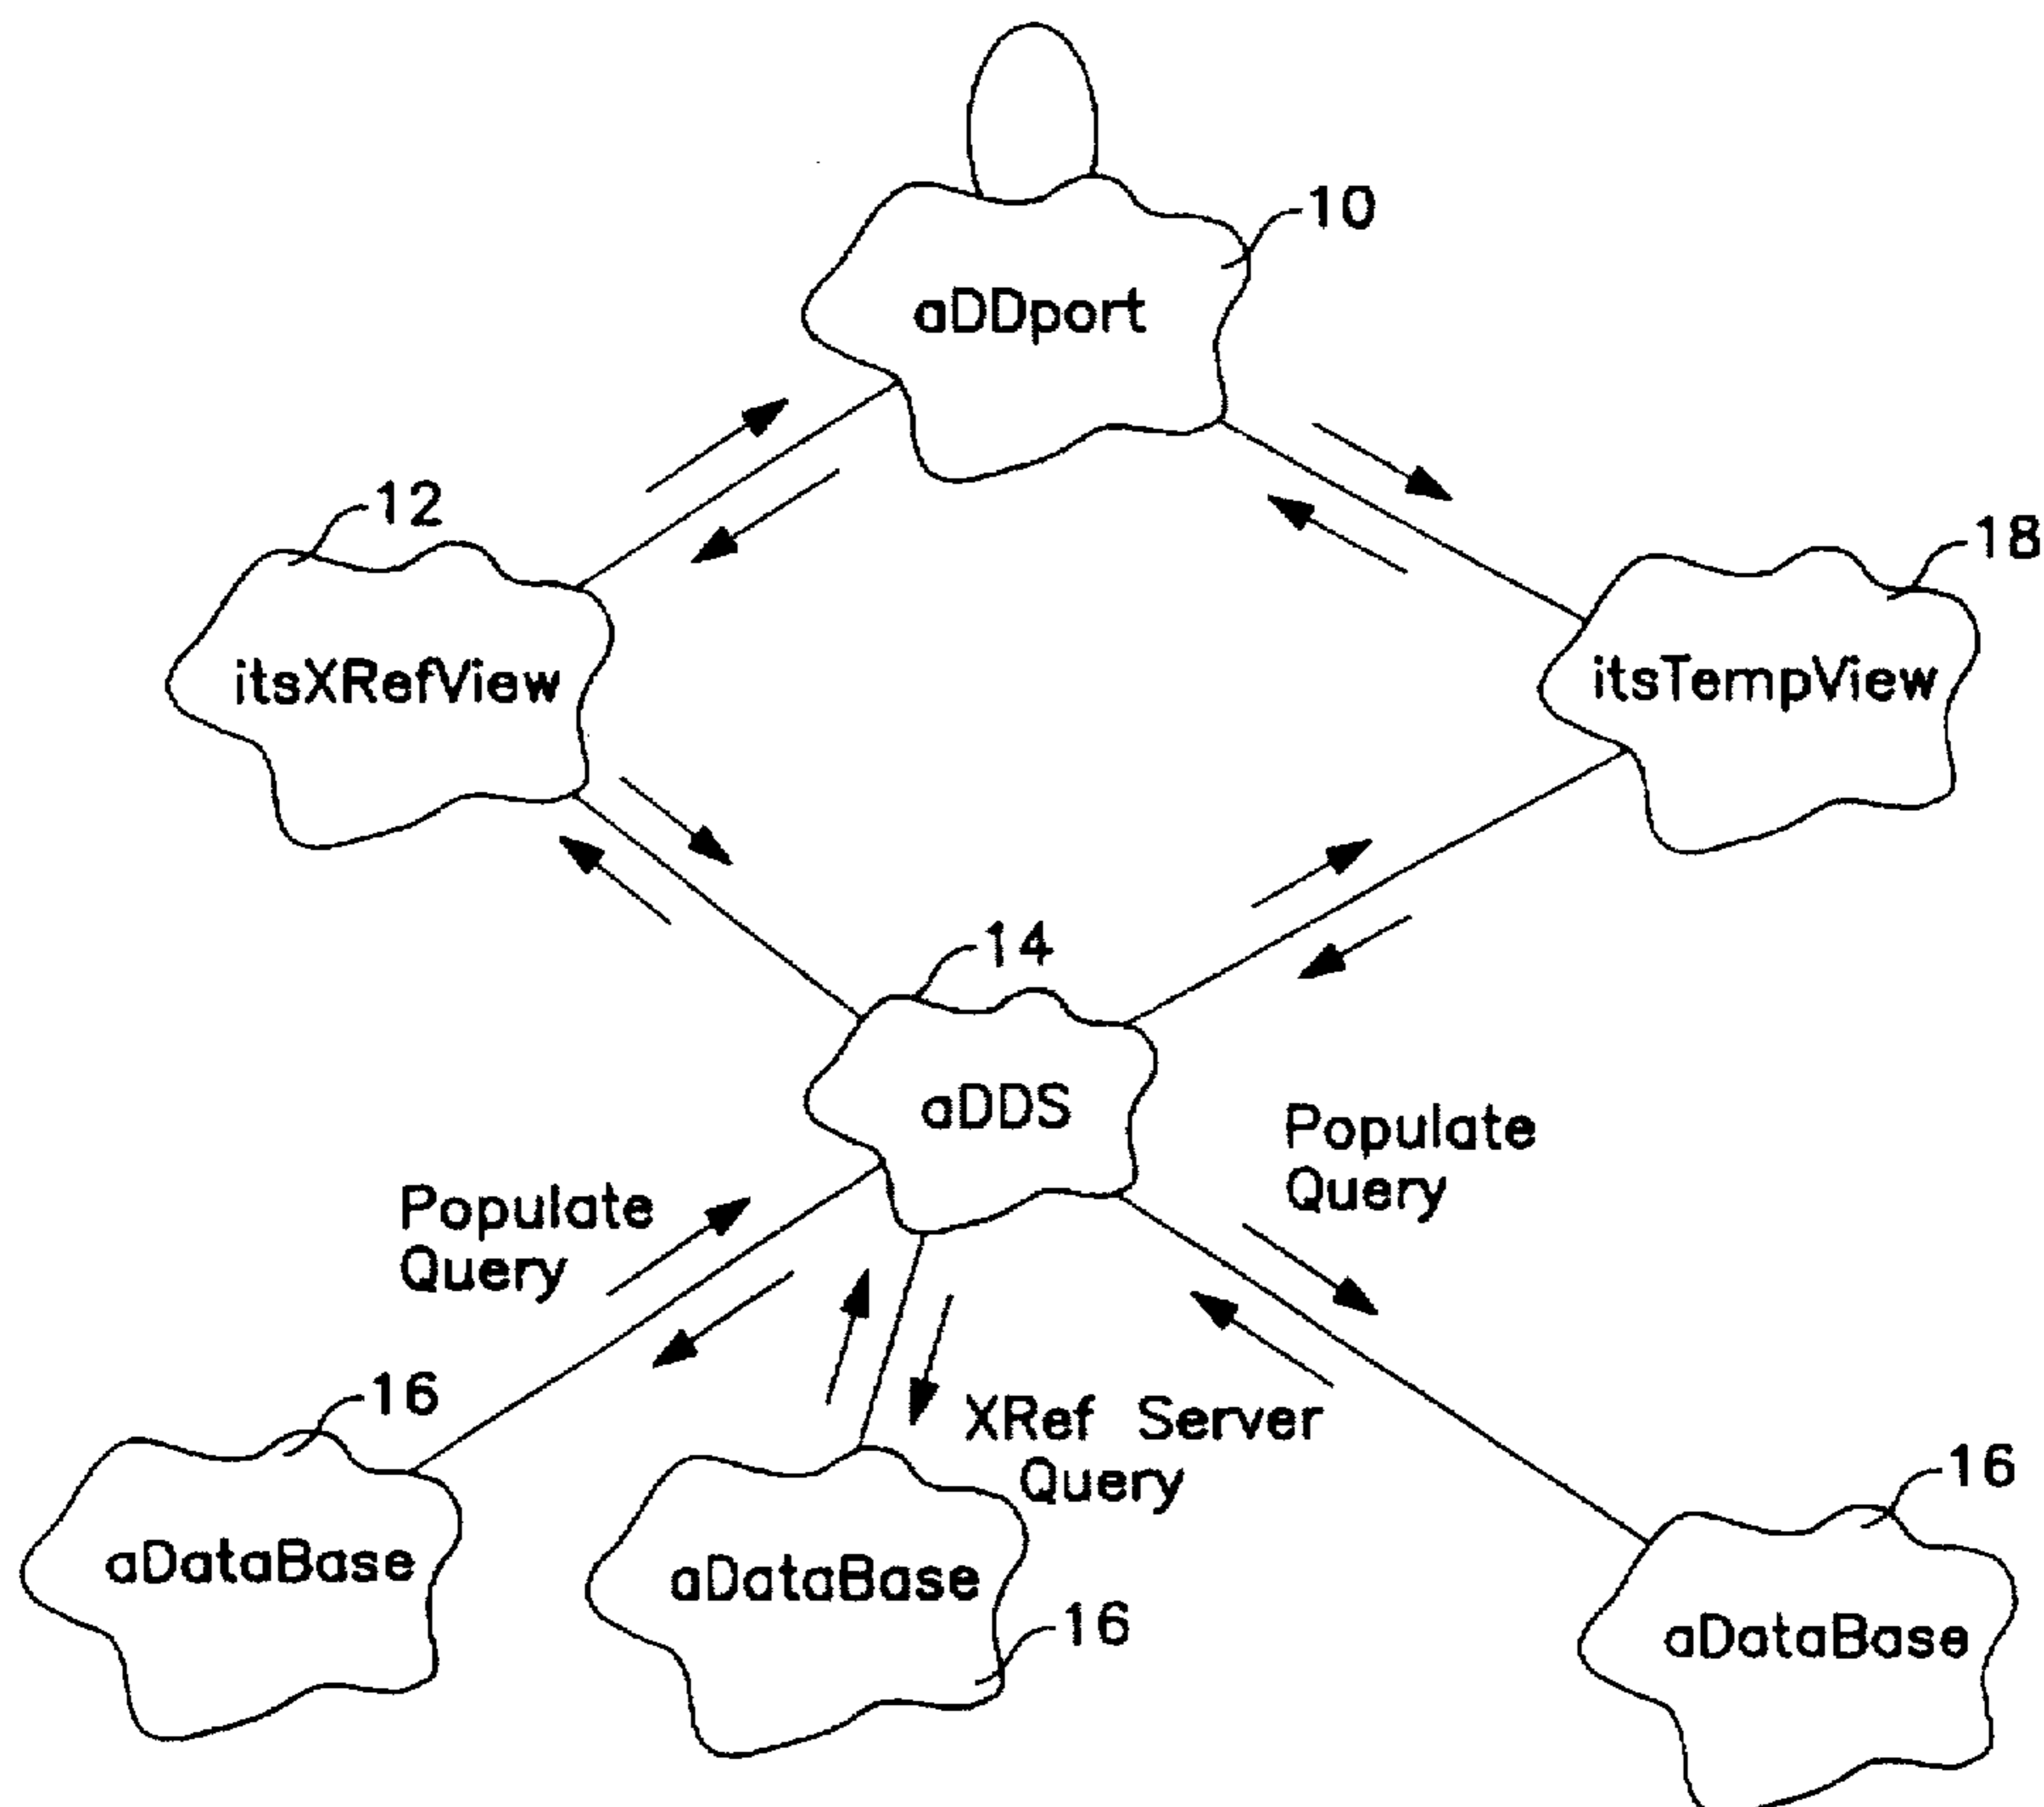 10
aDDport
12
18
itsXRefView
itsTempView
14
aDDS
Populate
Query
Populate
Query
16
XRef Server
Query
16
aDataBase
aDataBase
16
aDataBase